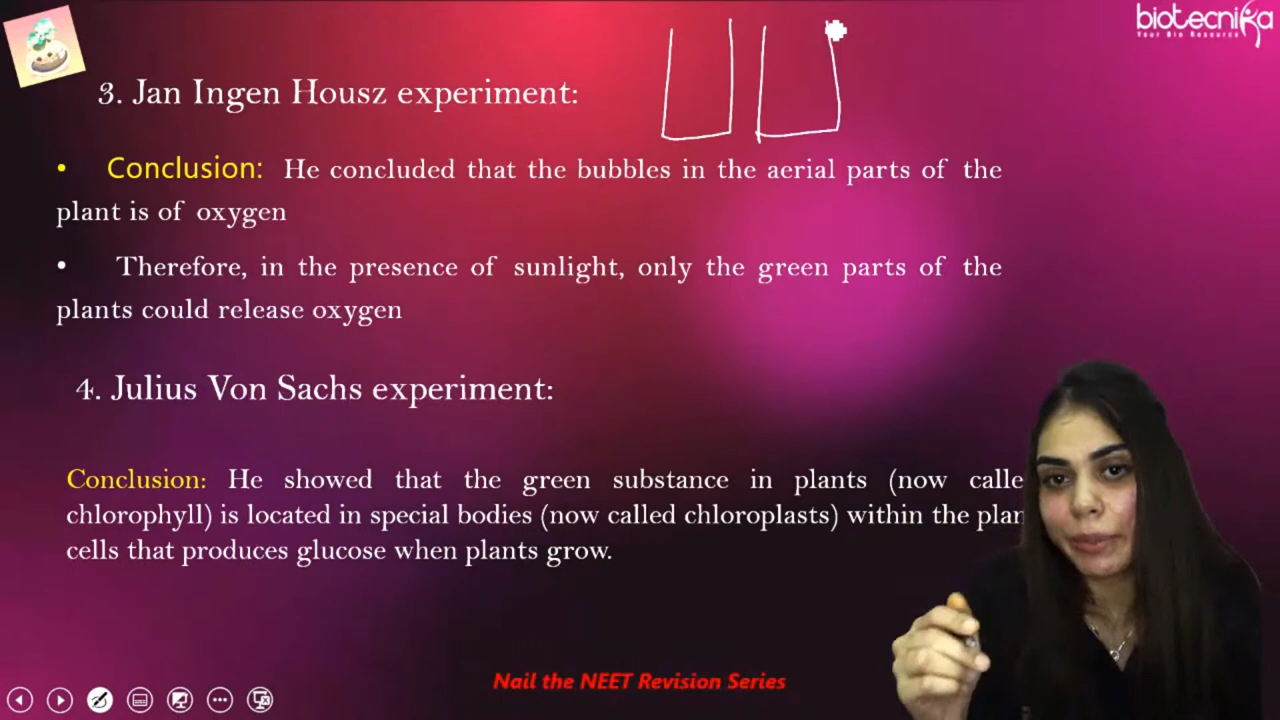 biotecnika
Your Bio Resource
3. Jan Ingen Housz experiment:
• Conclusion: He concluded that the bubbles in the aerial parts of the
plant is of oxygen
• Therefore, in the presence of sunlight, only the green parts of the
plants could release oxygen
4. Julius Von Sachs experiment:
Conclusion: He showed that the green substance in plants (now calle
chlorophyll) is located in special bodies (now called chloroplasts) within the plan
cells that produces glucose when plants grow.
Nail the NEET Revision Series